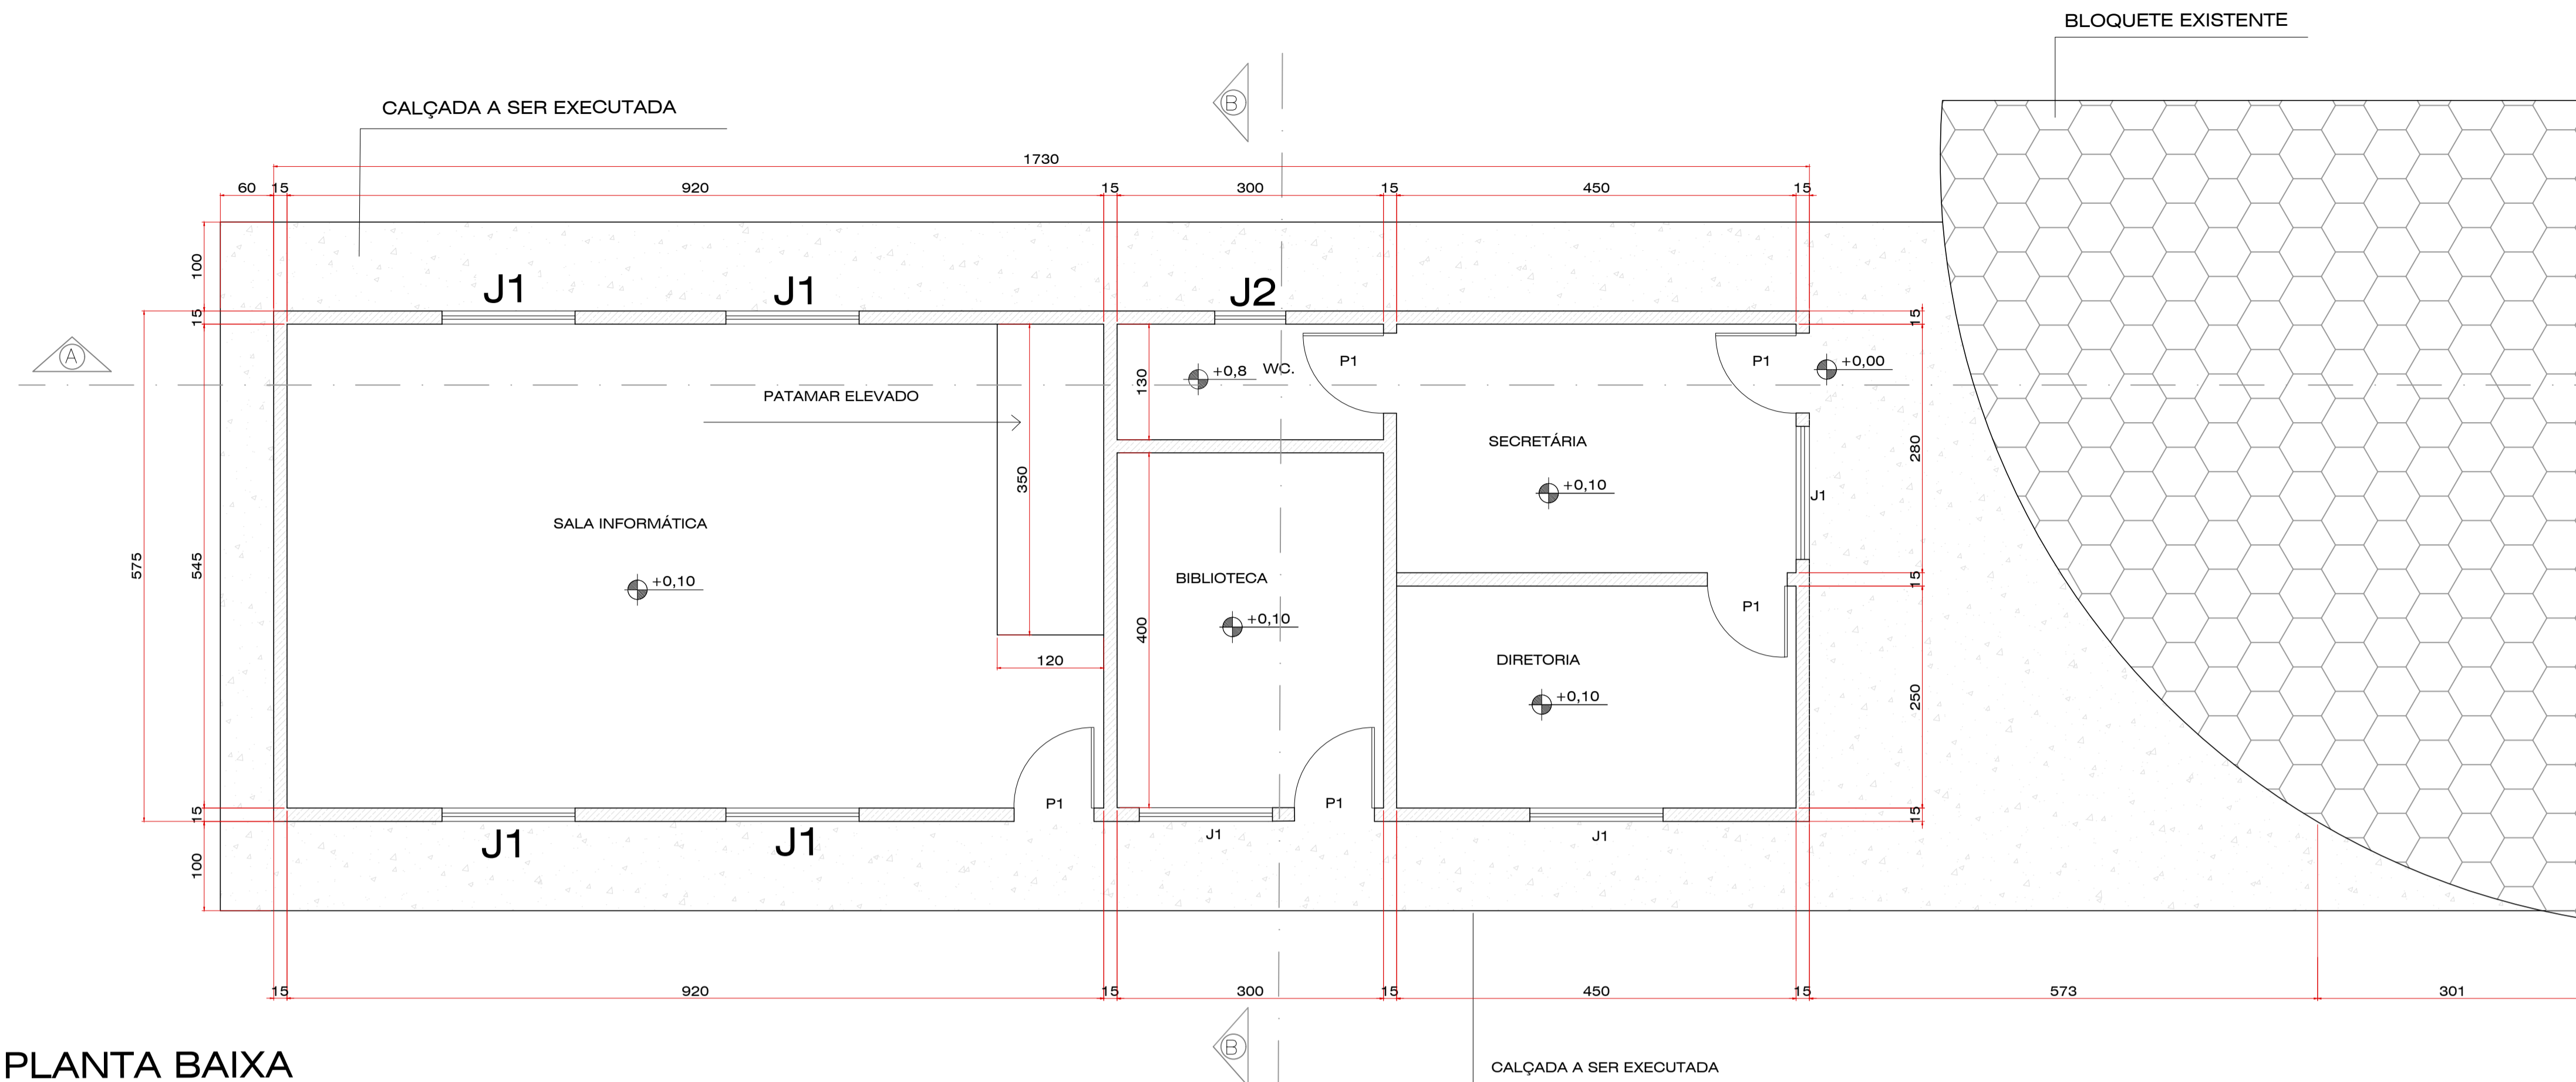 BLOQUETE EXISTENTE
B
CALÇADA A SER EXECUTADA
1730
60 15 920 15 300 15 450 15
100
J1 J1 J2
15 15
A
P1 P1
+0,8 WC. +0,00
130
PATAMAR ELEVADO
SECRETÁRIA
280
350
+0,10
J1
SALA INFORMÁTICA
575
545
BIBLIOTECA
15
+0,10
P1
+0,10
400
120
DIRETORIA
+0,10
250
P1 P1
15 15
J1 J1 J1 J1
100
15 920 15 300 15 450 15 573 301
B
PLANTA BAIXA
CALÇADA A SER EXECUTADA